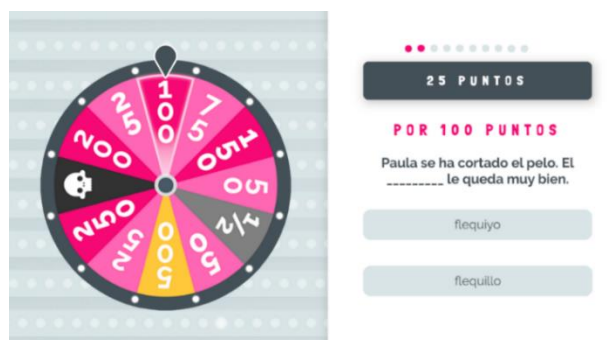 100
75
150
50
1/2
50
500
25
250
200
25
25 PUNTOS
POR 100 PUNTOS
Paula se ha cortado el pelo. El
_________ le queda muy bien.
flequiyo
flequillo